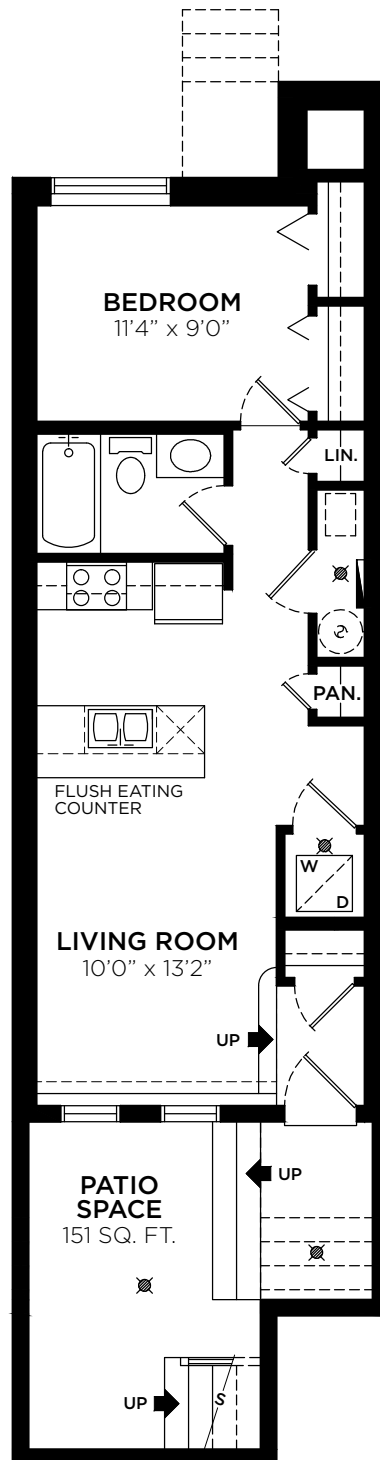 BEDROOM
11'4” x 9'0”
LIN.
PAN.
FLUSH EATING
COUNTER
W
D
LIVING ROOM
10'0” x 13'2”
UP
UP
PATIO
SPACE
151 SQ. FT.
UP
S